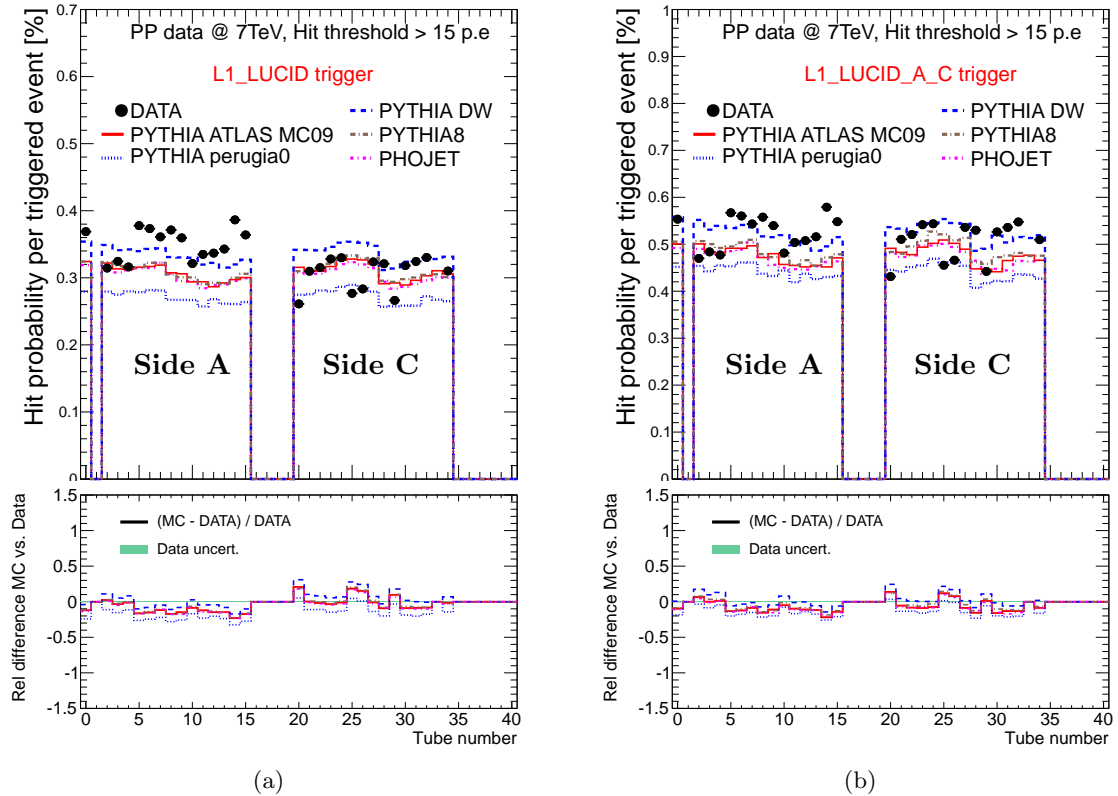 Hit probability per triggered event [%]
0.7
0.6
0.5
0.4
0.3
0.2
0.1
0
PP data @ 7TeV, Hit threshold > 15 p.e
L1_LUCID trigger
DATA
PYTHIA ATLAS MC09
PYTHIA perugia0
PYTHIA DW
PYTHIA8
PHOJET
Side A
Side C
Rel difference MC vs. Data
1.5
1
0.5
0
-0.5
-1
-1.5
(MC - DATA) / DATA
Data uncert.
0 5 10 15 20 25 30 35 40
Tube number
(a)
Hit probability per triggered event [%]
1
0.9
0.8
0.7
0.6
0.5
0.4
0.3
0.2
0.1
0
PP data @ 7TeV, Hit threshold > 15 p.e
L1_LUCID_A_C trigger
DATA
PYTHIA ATLAS MC09
PYTHIA perugia0
PYTHIA DW
PYTHIA8
PHOJET
Side A
Side C
Rel difference MC vs. Data
1.5
1
0.5
0
-0.5
-1
-1.5
(MC - DATA) / DATA
Data uncert.
0 5 10 15 20 25 30 35 40
Tube number
(b)